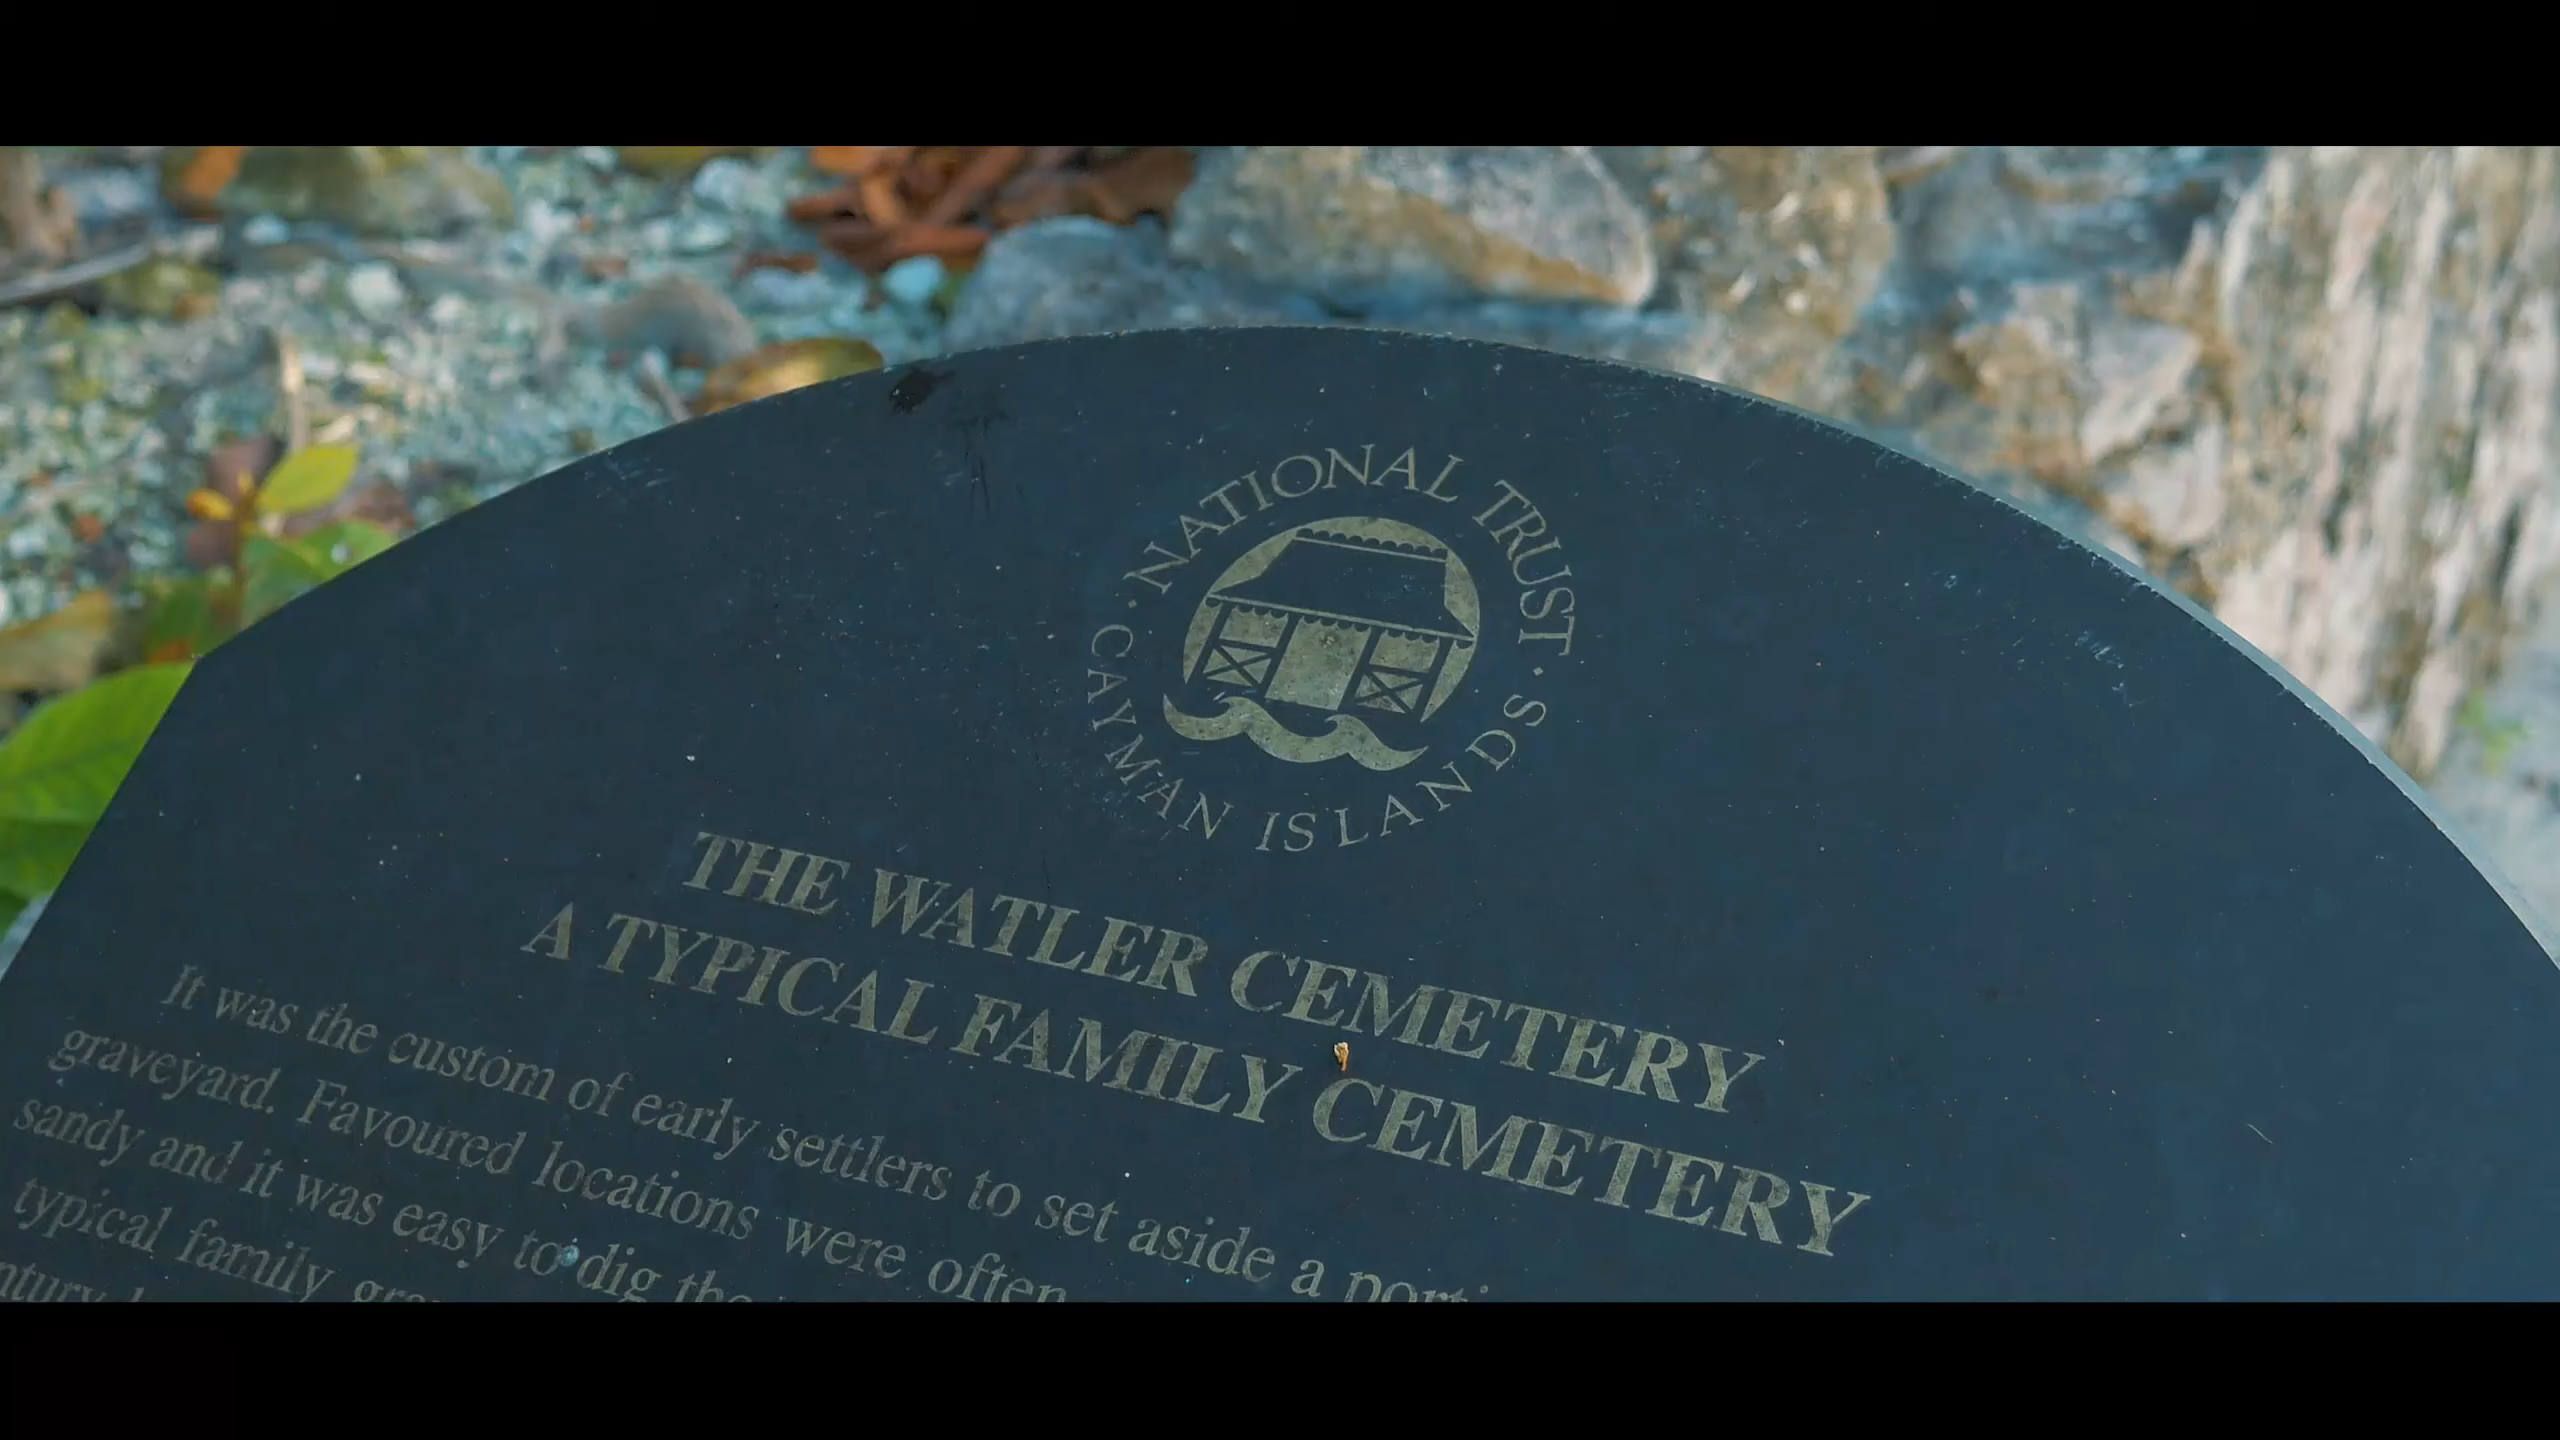 · NATIONAL TRUST ·
CAYMAN ISLANDS
THE WATLER CEMETERY
A TYPICAL FAMILY CEMETERY
It was the custom of early settlers to set aside a
graveyard. Favoured locations were often
sandy and it was easy to dig
typical family